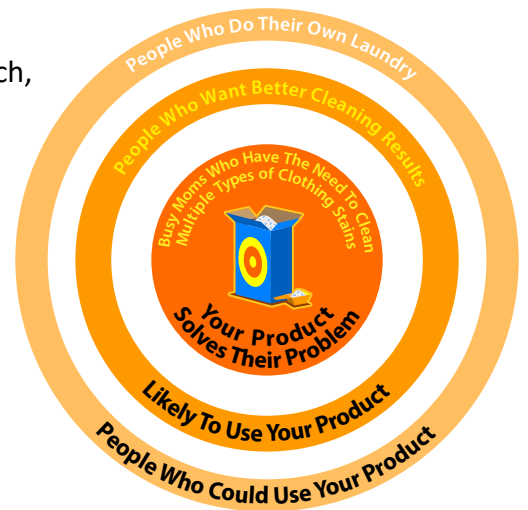 ch,
People Who Do Their Own Laundry
People Who Want Better Cleaning Results
Busy Moms Who Have The Need To Clean
Multiple Types of Clothing Stains
Your Product
Solves Their Problem
Likely To Use Your Product
People Who Could Use Your Product